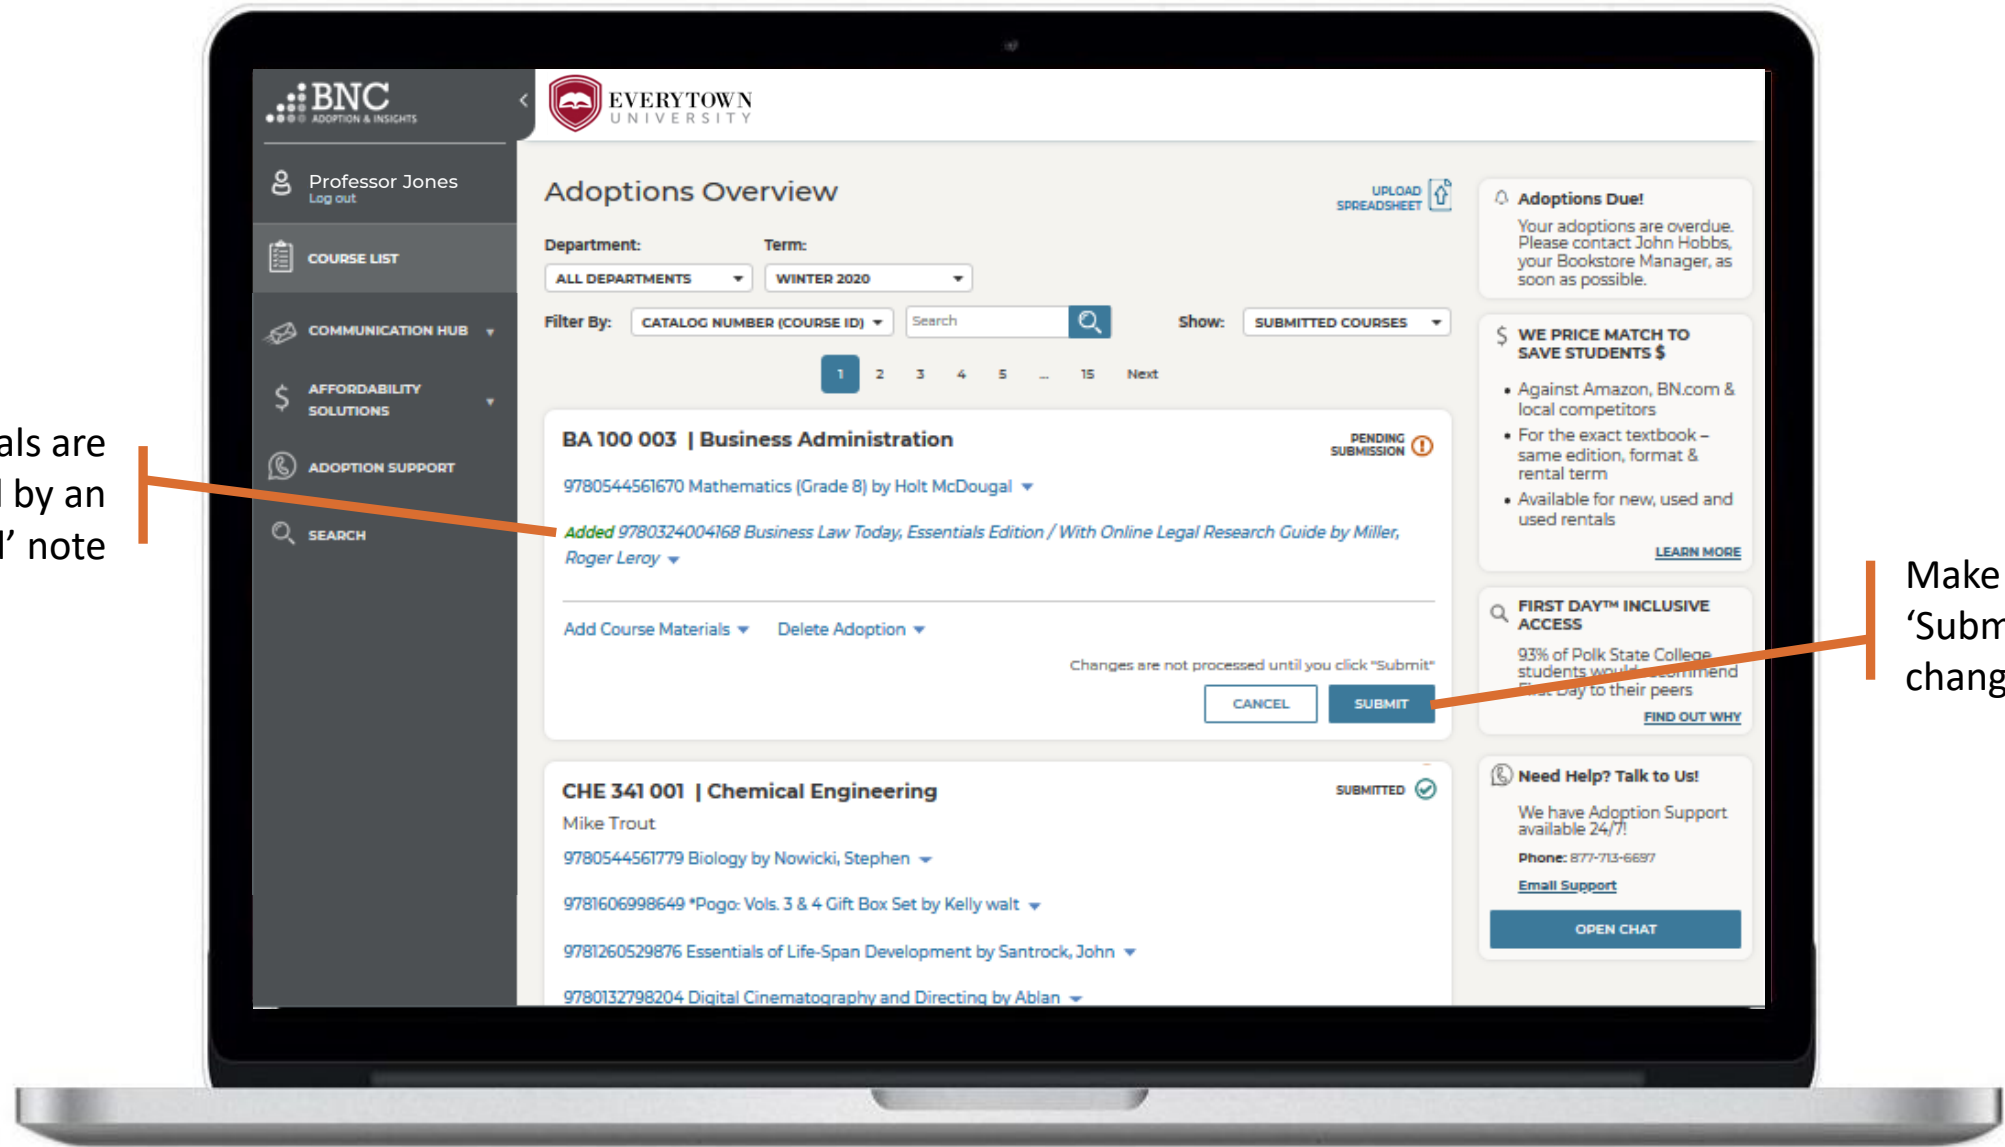 BNC
ADOPTION & INSIGHTS
Professor Jones
Log out
COURSE LIST
COMMUNICATION HUB
AFFORDABILITY
SOLUTIONS
ADOPTION SUPPORT
SEARCH
als are
by an
’ note
EVERYTOWN
UNIVERSITY
Adoptions Overview
UPLOAD
SPREADSHEET
Department:
Term:
ALL DEPARTMENTS
WINTER 2020
Filter By:
CATALOG NUMBER (COURSE ID)
Search
Show:
SUBMITTED COURSES
1 2 3 4 5 ... 15 Next
BA 100 003 | Business Administration
PENDING
SUBMISSION
9780544561670 Mathematics (Grade 8) by Holt McDougal
Added 9780324004168 Business Law Today, Essentials Edition / With Online Legal Research Guide by Miller,
Roger Leroy
Add Course Materials
Delete Adoption
Changes are not processed until you click "Submit"
CANCEL
SUBMIT
CHE 341 001 | Chemical Engineering
SUBMITTED
Mike Trout
9780544561779 Biology by Nowicki, Stephen
9781606998649 *Pogo: Vols. 3 & 4 Gift Box Set by Kelly walt
9781260529876 Essentials of Life-Span Development by Santrock, John
9780132798204 Digital Cinematography and Directing by Ablan
Adoptions Due!
Your adoptions are overdue.
Please contact John Hobbs,
your Bookstore Manager, as
soon as possible.
$ WE PRICE MATCH TO
SAVE STUDENTS $
• Against Amazon, BN.com &
local competitors
• For the exact textbook –
same edition, format &
rental term
• Available for new, used and
used rentals
LEARN MORE
FIRST DAY™ INCLUSIVE
ACCESS
93% of Polk State College
students would recommend
First Day to their peers
FIND OUT WHY
Need Help? Talk to Us!
We have Adoption Support
available 24/7!
Phone: 877-713-6697
Email Support
OPEN CHAT
Make
‘Subm
chang